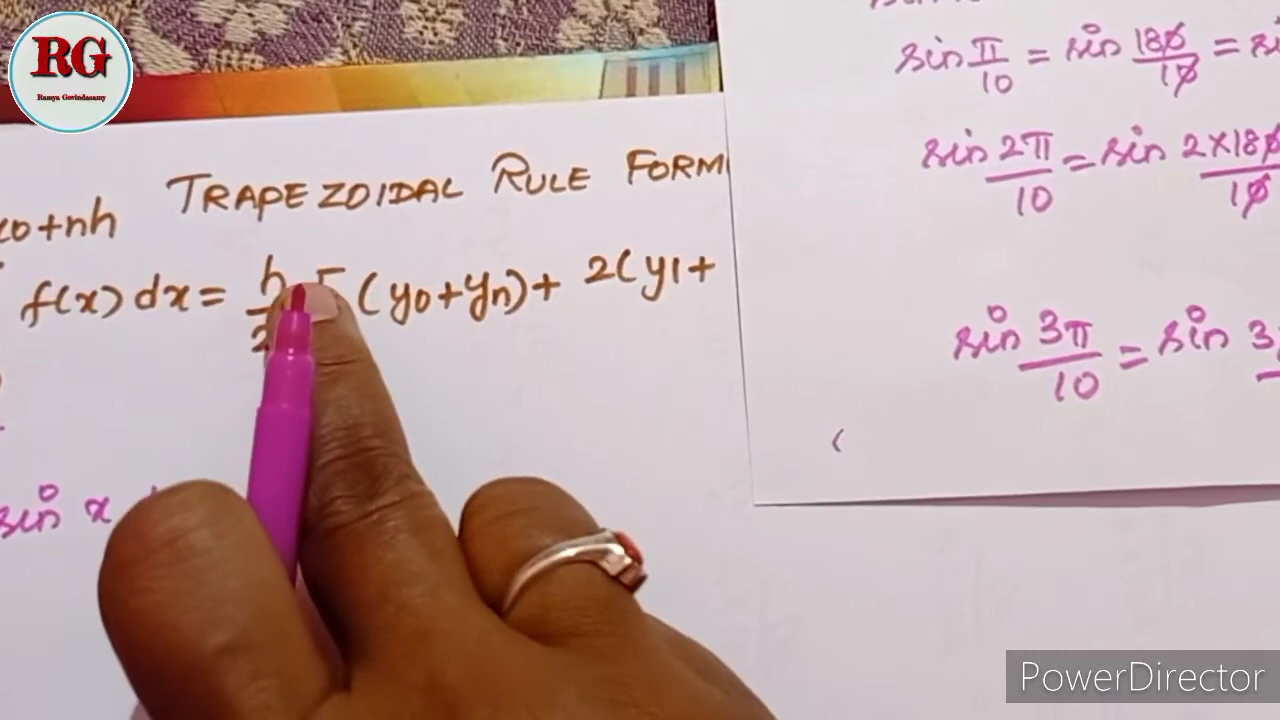 RG
Ramya Govindasamy
TRAPEZOIDAL RULE FORM
x0+nh
f(x) dx = h/2 [ (y0+yn) + 2(y1+
sin x
sin π/10 = sin 180/10 =
sin 2π/10 = sin 2×180/10
sin 3π/10 = sin 3
(
PowerDirector